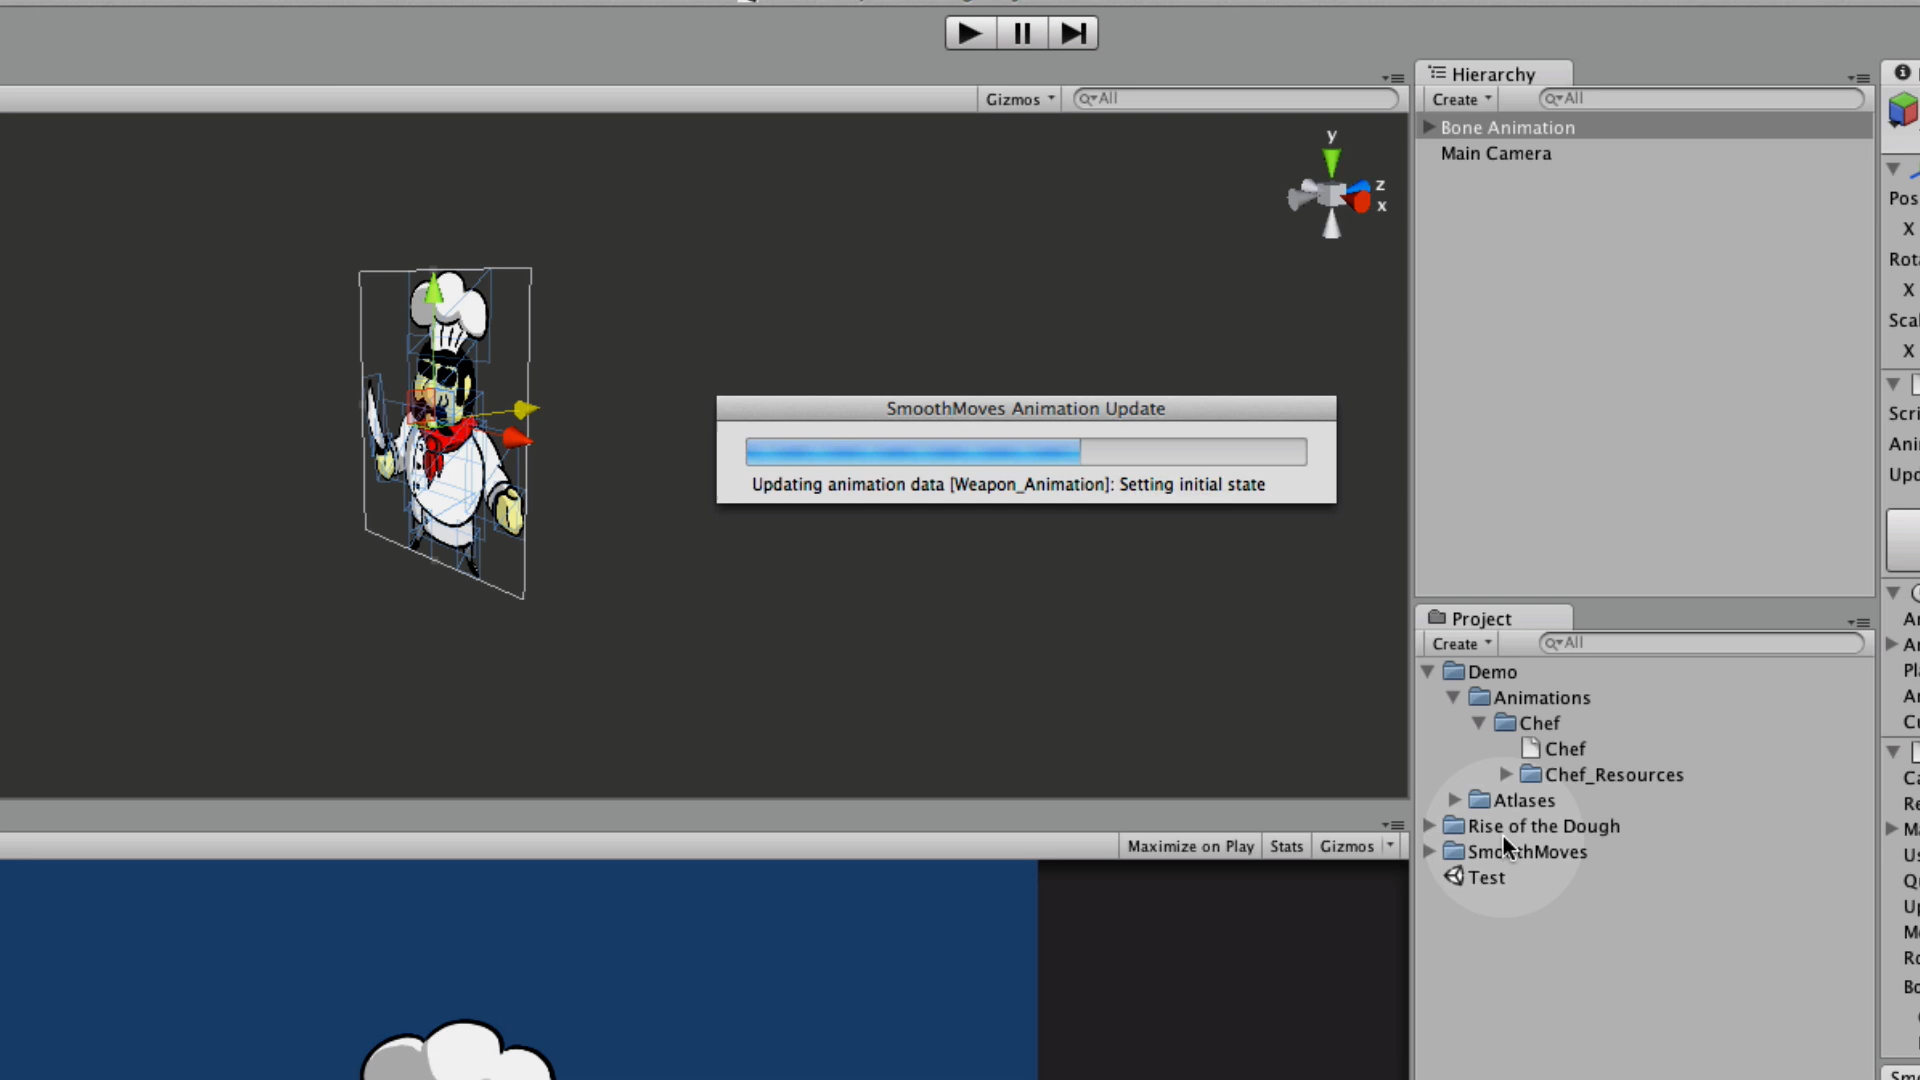 Hierarchy
Gizmos
All
Create
All
Bone Animation
Main Camera
y
z
x
Pos
X
Rota
X
Scal
X
SmoothMoves Animation Update
Updating animation data [Weapon_Animation]: Setting initial state
Scri
Anir
Upd
Project
Create
All
Demo
Animations
Chef
Chef
Chef_Resources
Atlases
Rise of the Dough
SmoothMoves
Test
Maximize on Play
Stats
Gizmos